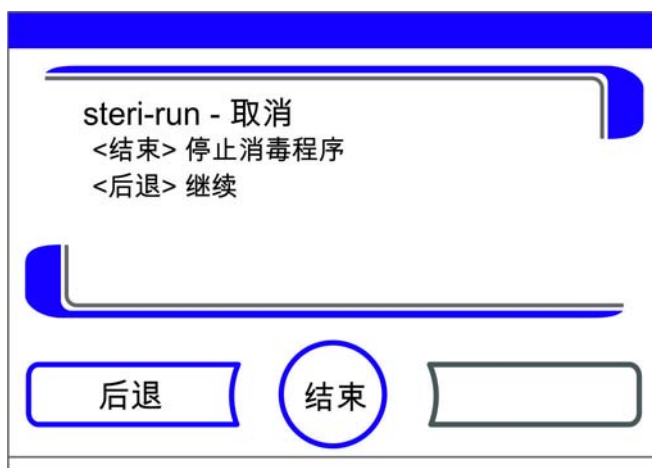 steri-run - 取消
<结束> 停止消毒程序
<后退> 继续
后退
结束